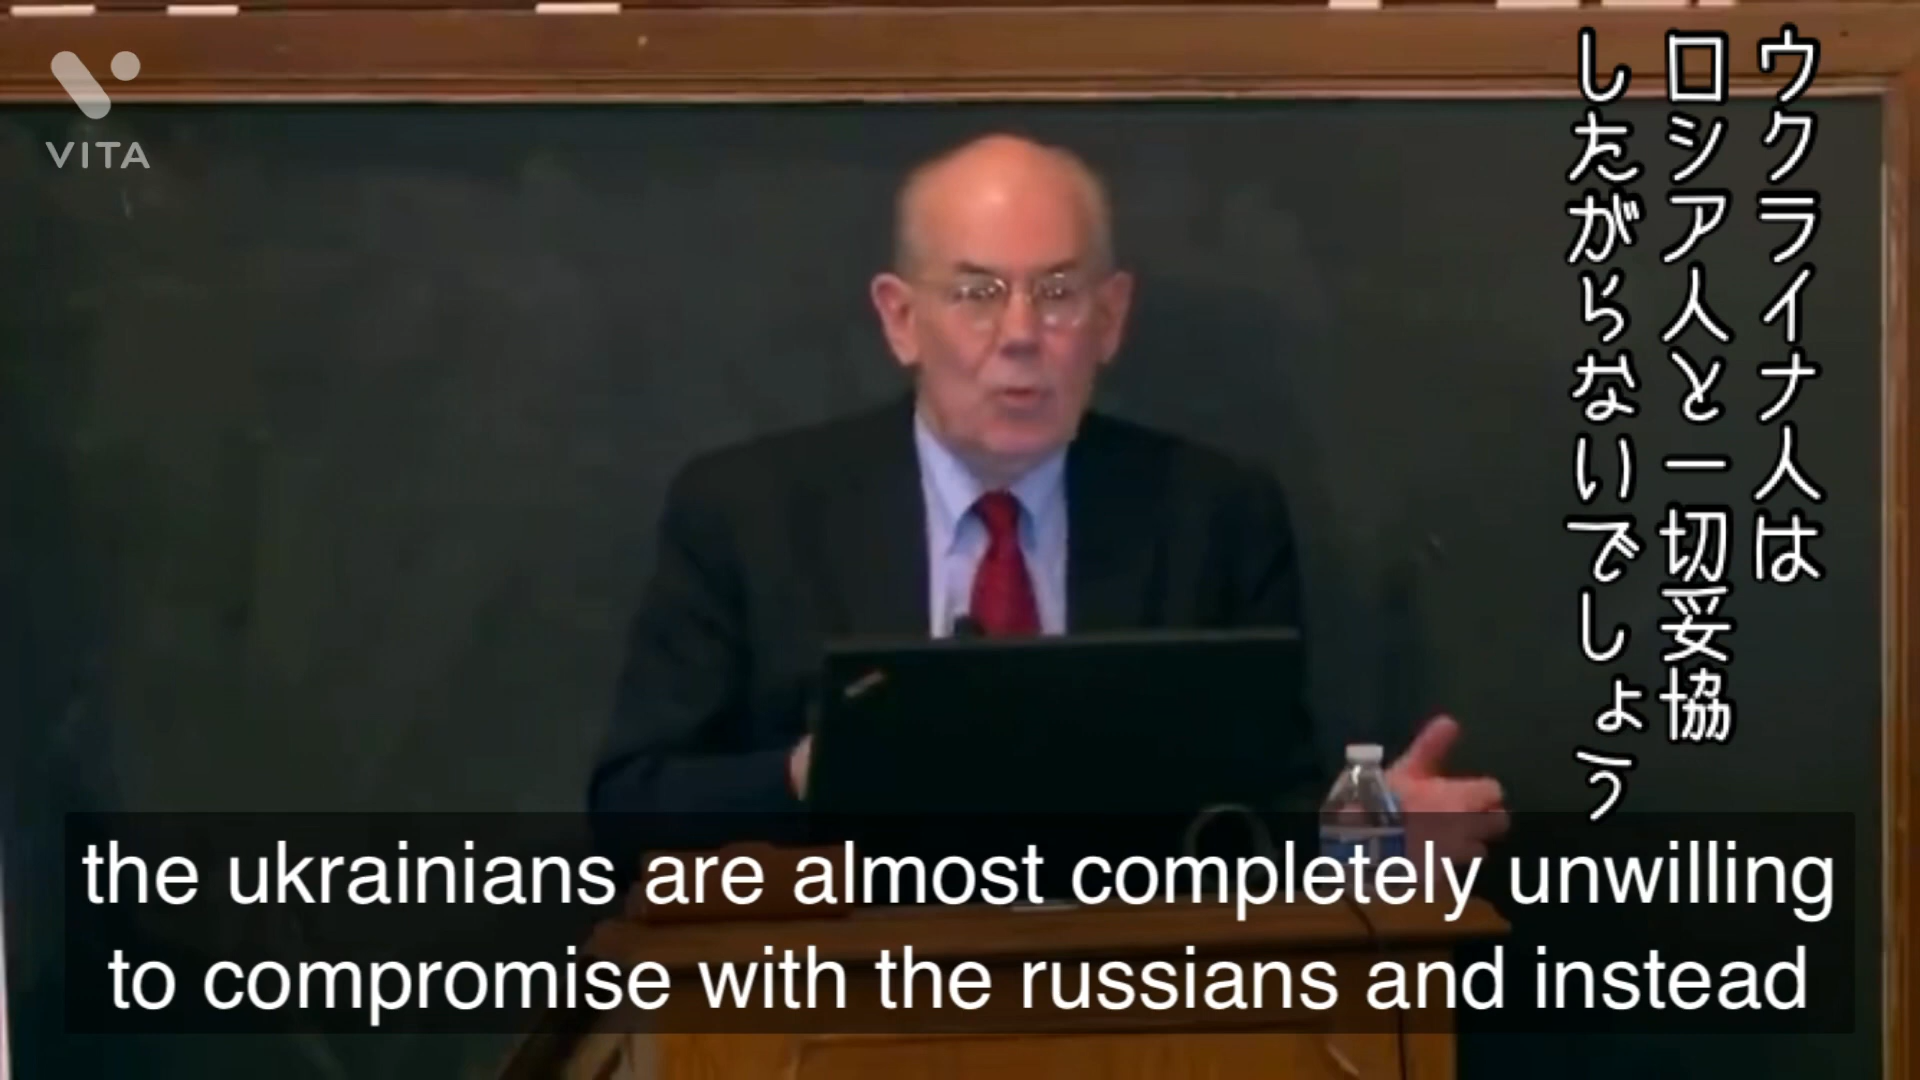 VITA
ウクライナ人は
ロシア人と一切妥協
したがらないでしょう
the ukrainians are almost completely unwilling
to compromise with the russians and instead